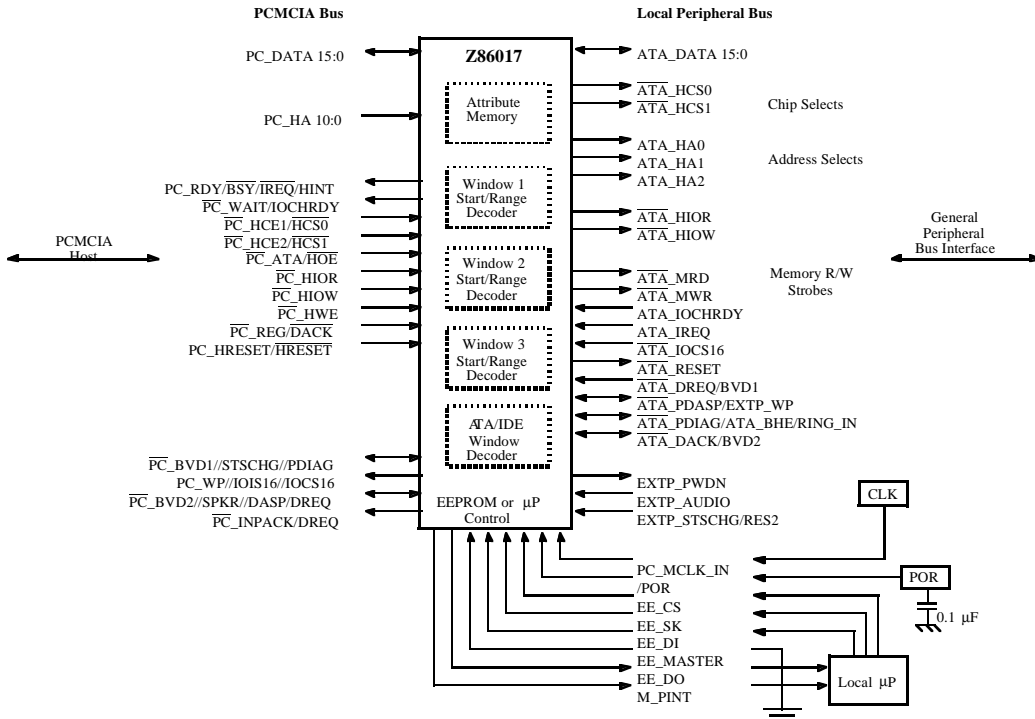 PCMCIA Bus
Local Peripheral Bus
Z86017
PC_DATA 15:0
ATA_DATA 15:0
Attribute
Memory
ATA_HCS0
ATA_HCS1
Chip Selects
PC_HA 10:0
ATA_HA0
ATA_HA1
Address Selects
ATA_HA2
PC_RDY/BSY/IREQ/HINT
PC_WAIT/IOCHRDY
PC_HCE1/HCS0
PC_HCE2/HCS1
PC_ATA/HOE
PC_HIOR
PC_HIOW
PC_HWE
PC_REG/DACK
PC_HRESET/HRESET
Window 1
Start/Range
Decoder
Window 2
Start/Range
Decoder
Window 3
Start/Range
Decoder
ATA/IDE
Window
Decoder
ATA_HIOR
ATA_HIOW
PCMCIA
Host
General
Peripheral
Bus Interface
ATA_MRD
ATA_MWR
Memory R/W
Strobes
ATA_IOCHRDY
ATA_IREQ
ATA_IOCS16
ATA_RESET
ATA_DREQ/BVD1
ATA_PDASP/EXTP_WP
ATA_PDIAG/ATA_BHE/RING_IN
ATA_DACK/BVD2
PC_BVD1//STSCHG//PDIAG
PC_WP//IOIS16//IOCS16
PC_BVD2//SPKR//DASP/DREQ
PC_INPACK/DREQ
EEPROM or µP
Control
EXTP_PWDN
EXTP_AUDIO
EXTP_STSCHG/RES2
CLK
PC_MCLK_IN
/POR
POR
0.1 µF
EE_CS
EE_SK
EE_DI
EE_MASTER
EE_DO
M_PINT
Local µP